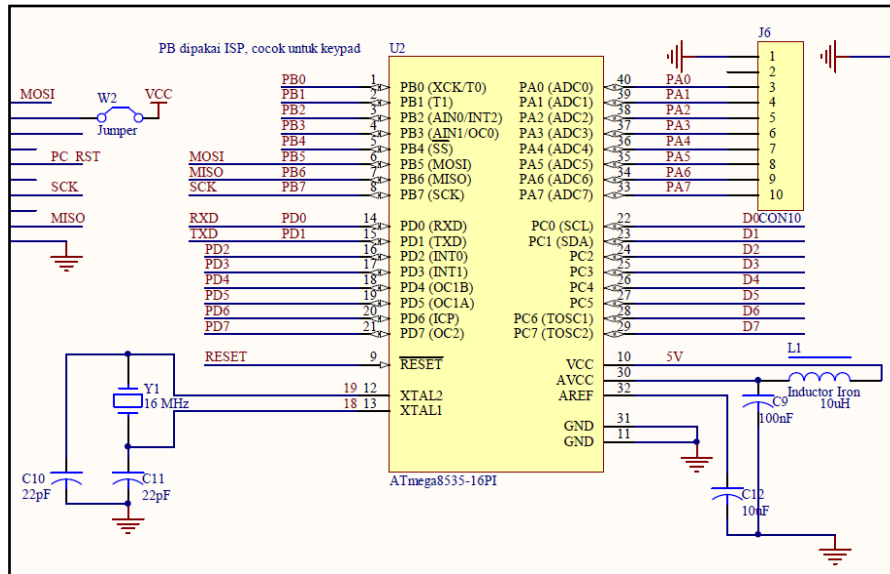 PB dipakai ISP, cocok untuk keypad
U2
J6
MOSI
W2
VCC
Jumper
PC_RST
SCK
MISO
PB0 1 PB0 (XCK/T0) PA0 (ADC0) 40 PA0
PB1 2 PB1 (T1) PA1 (ADC1) 39 PA1
PB2 3 PB2 (AIN0/INT2) PA2 (ADC2) 38 PA2
PB3 4 PB3 (AIN1/OC0) PA3 (ADC3) 37 PA3
PB4 5 PB4 (SS) PA4 (ADC4) 36 PA4
MOSI PB5 6 PB5 (MOSI) PA5 (ADC5) 35 PA5
MISO PB6 7 PB6 (MISO) PA6 (ADC6) 34 PA6
SCK PB7 8 PB7 (SCK) PA7 (ADC7) 33 PA7
1
2
3
4
5
6
7
8
9
10
CON10
RXD PD0 14 PD0 (RXD) PC0 (SCL) 22 D0
TXD PD1 15 PD1 (TXD) PC1 (SDA) 23 D1
PD2 16 PD2 (INT0) PC2 24 D2
PD3 17 PD3 (INT1) PC3 25 D3
PD4 18 PD4 (OC1B) PC4 26 D4
PD5 19 PD5 (OC1A) PC5 27 D5
PD6 20 PD6 (ICP) PC6 (TOSC1) 28 D6
PD7 21 PD7 (OC2) PC7 (TOSC2) 29 D7
RESET 9 RESET VCC 10 5V
AVCC 30
19 12 XTAL2 AREF 32
18 13 XTAL1
GND 31
GND 11
L1
Inductor Iron
10uH
C9
100nF
C12
10uF
Y1
16 MHz
C10
22pF
C11
22pF
ATmega8535-16PI